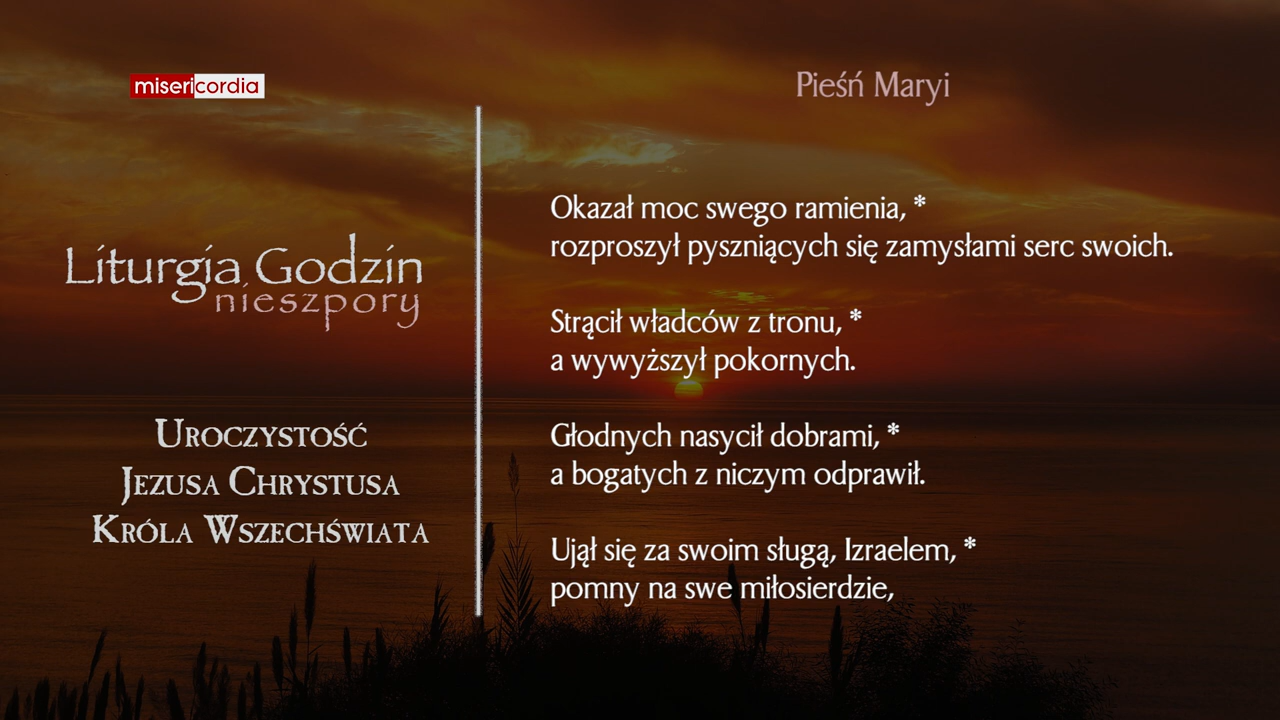 misericordia
Liturgia Godzin
nieszpory
Uroczystość
Jezusa Chrystusa
Króla Wszechświata
Pieśń Maryi
Okazał moc swego ramienia, *
rozproszył pyszniących się zamysłami serc swoich.
Strącił władców z tronu, *
a wywyższył pokornych.
Głodnych nasycił dobrami, *
a bogatych z niczym odprawił.
Ujął się za swoim sługą, Izraelem, *
pomny na swe miłosierdzie,